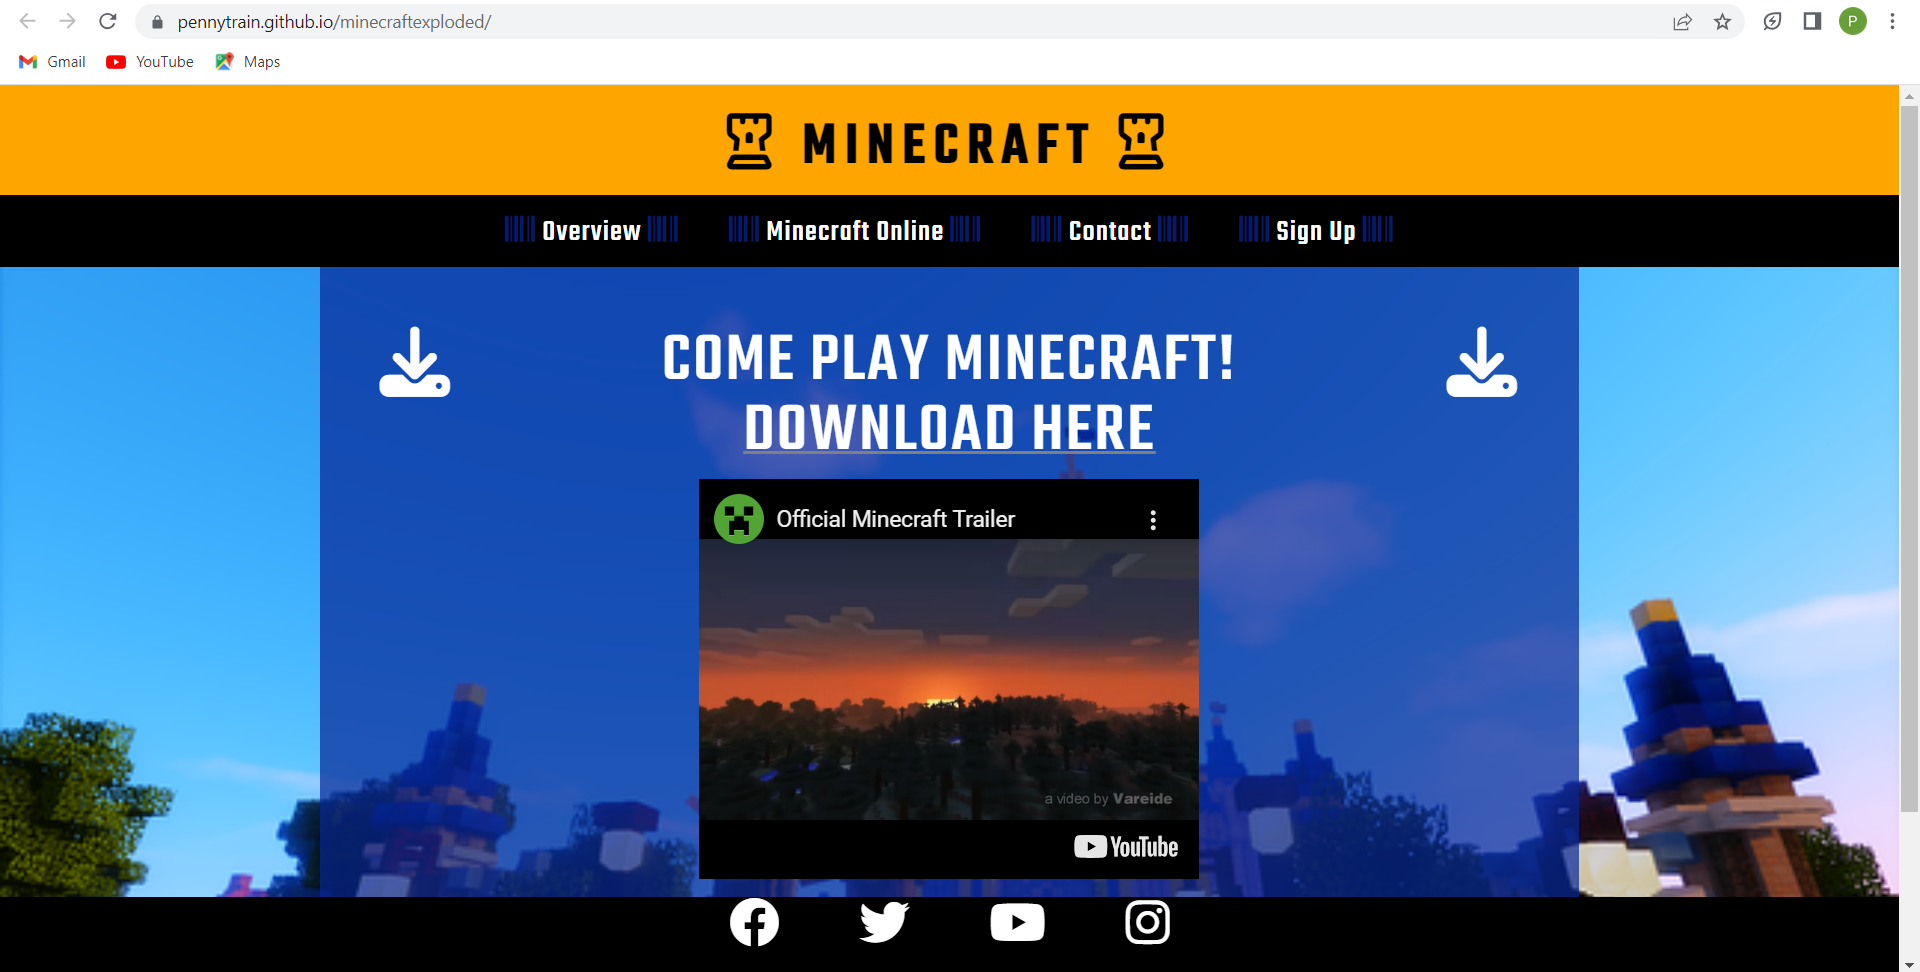 pennytrain.github.io/minecraftexploded/
P
Gmail YouTube Maps
MINECRAFT
Overview Minecraft Online Contact Sign Up
COME PLAY MINECRAFT!
DOWNLOAD HERE
Official Minecraft Trailer
a video by Vareide
YouTube